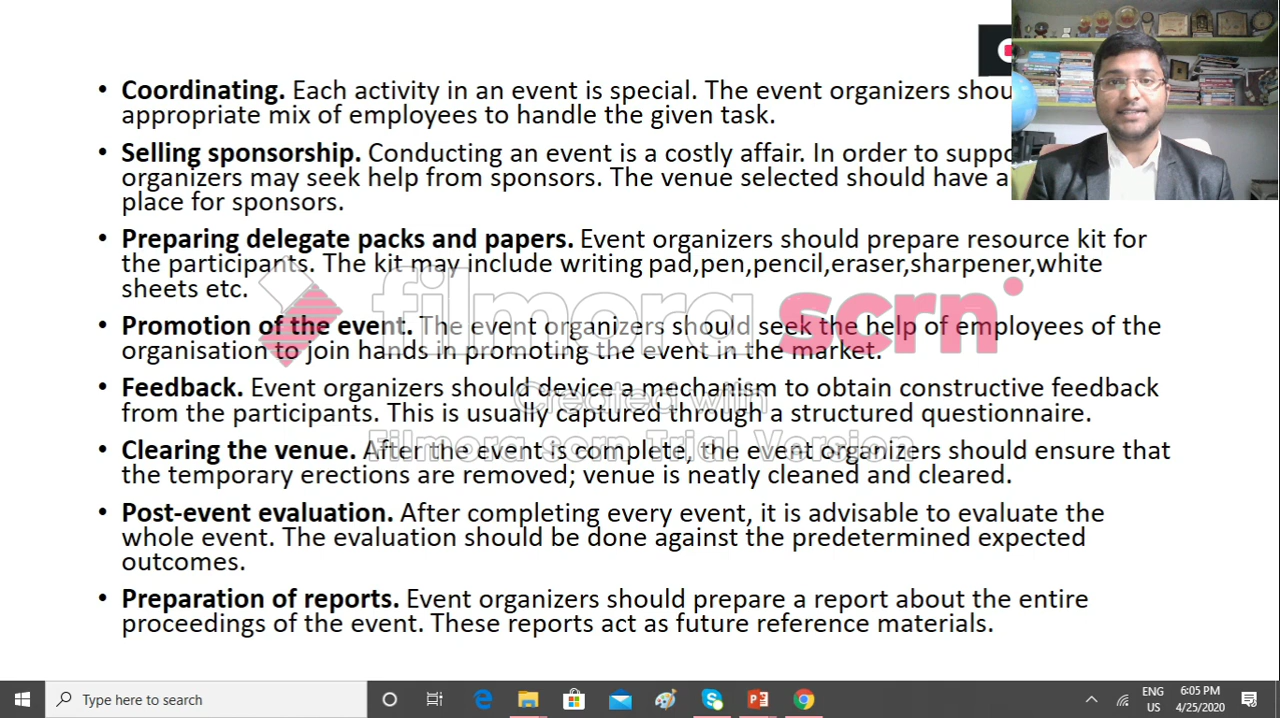 • Coordinating. Each activity in an event is special. The event organizers
appropriate mix of employees to handle the given task.
• Selling sponsorship. Conducting an event is a costly affair. In order to
organizers may seek help from sponsors. The venue selected should have a
place for sponsors.
• Preparing delegate packs and papers. Event organizers should prepare resource kit for
the participants. The kit may include writing pad,pen,pencil,eraser,sharpener,white
sheets etc.
• Promotion of the event. The event organizers should seek the help of employees of the
organisation to join hands in promoting the event in the market.
• Feedback. Event organizers should device a mechanism to obtain constructive feedback
from the participants. This is usually captured through a structured questionnaire.
• Clearing the venue. After the event is complete, the event organizers should ensure that
the temporary erections are removed; venue is neatly cleaned and cleared.
• Post-event evaluation. After completing every event, it is advisable to evaluate the
whole event. The evaluation should be done against the predetermined expected
outcomes.
• Preparation of reports. Event organizers should prepare a report about the entire
proceedings of the event. These reports act as future reference materials.
filmora scrn
Created with
Filmora scrn Trial Version
Type here to search
ENG
US
6:05 PM
4/25/2020